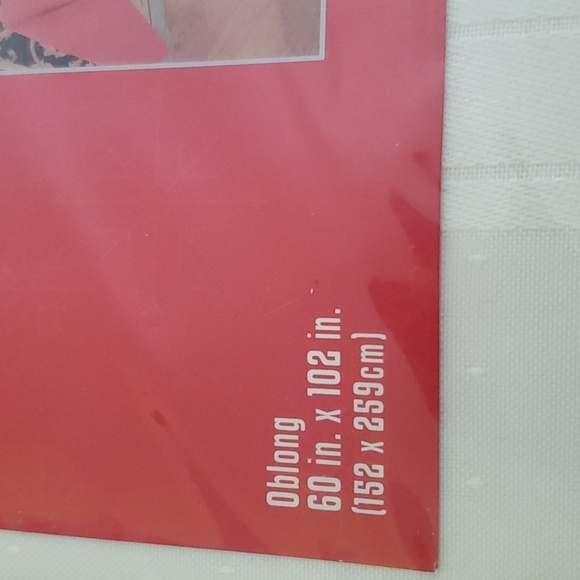 Oblong
60 in. X 102 in.
(152 x 259cm)